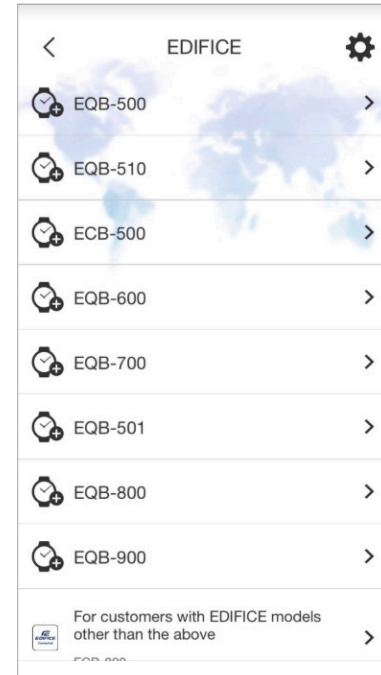 EDIFICE
EQB-500
EQB-510
ECB-500
EQB-600
EQB-700
EQB-501
EQB-800
EQB-900
For customers with EDIFICE models
other than the above
EDIFICE